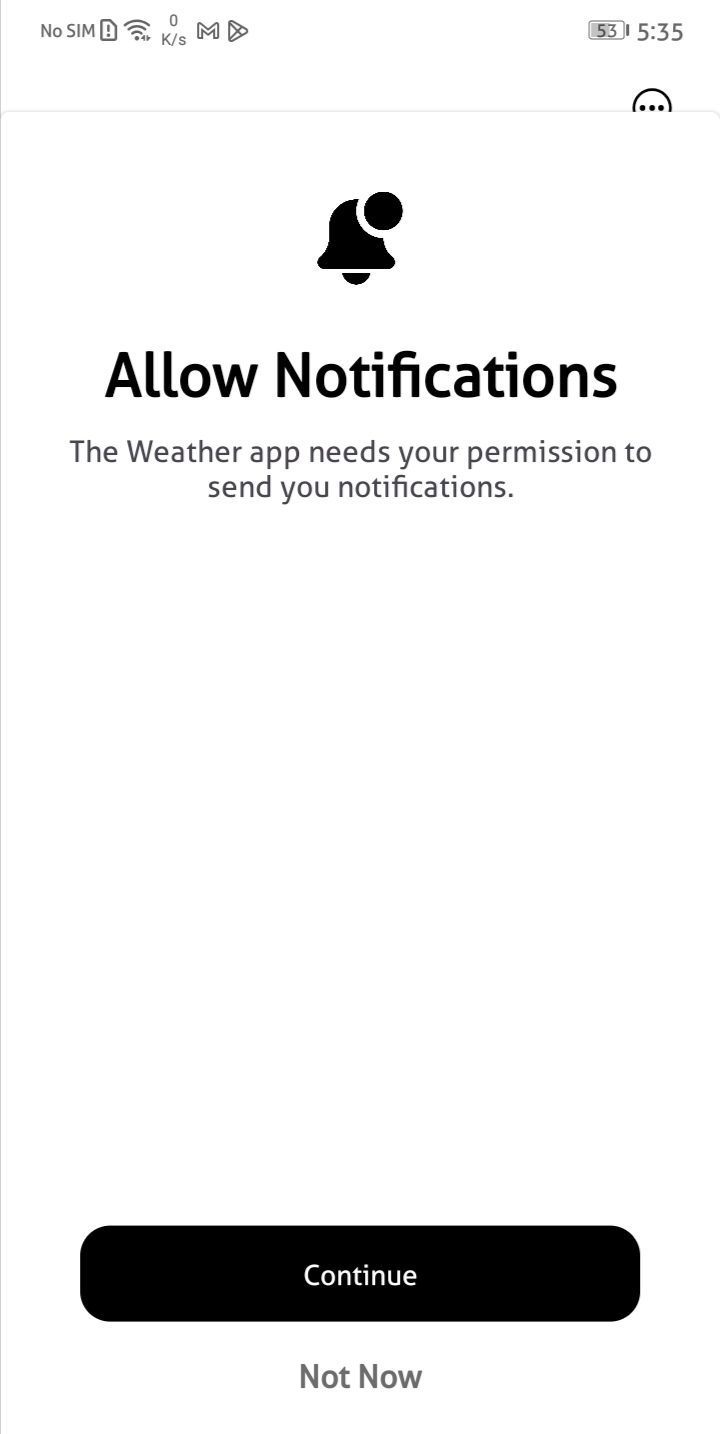 No SIM 0 K/s 53 5:35
Allow Notifications
The Weather app needs your permission to
send you notifications.
Continue
Not Now